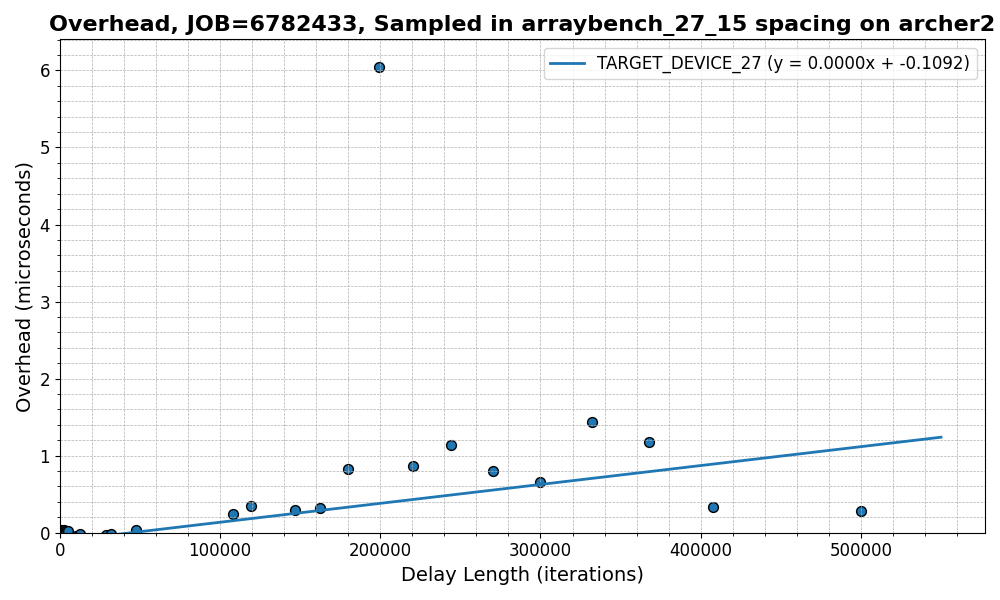 Overhead, JOB=6782433, Sampled in arraybench_27_15 spacing on archer2
TARGET_DEVICE_27 (y = 0.0000x + -0.1092)
Overhead (microseconds)
6
5
4
3
2
1
0
0 100000 200000 300000 400000 500000
Delay Length (iterations)